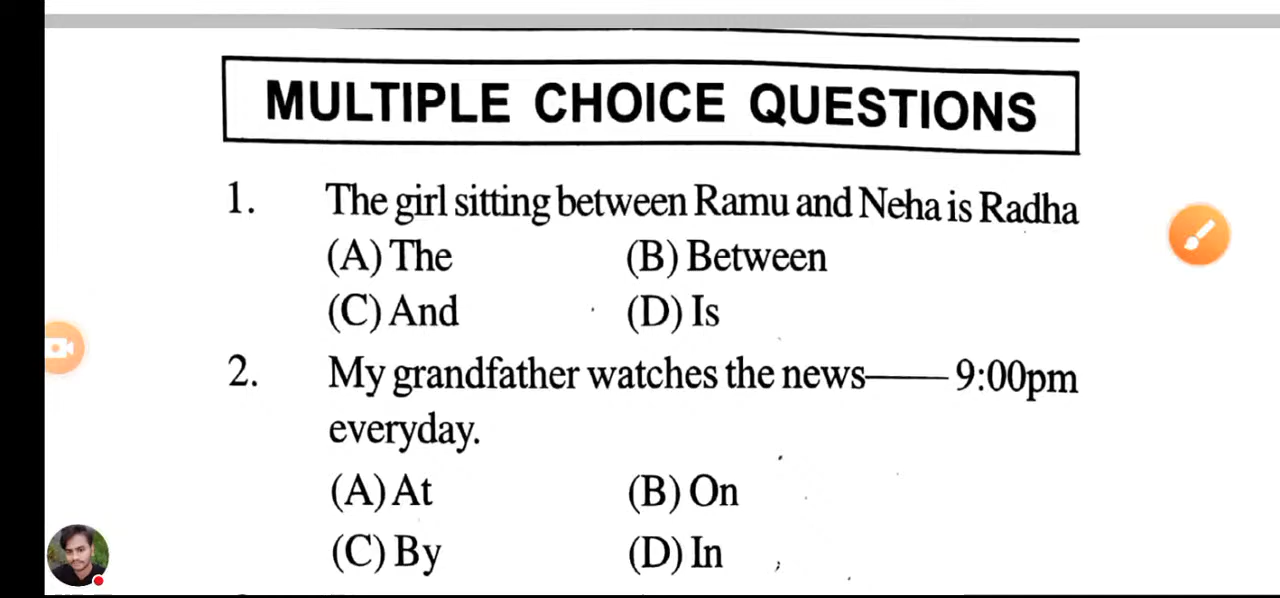 MULTIPLE CHOICE QUESTIONS
1. The girl sitting between Ramu and Neha is Radha
(A) The (B) Between
(C) And (D) Is
2. My grandfather watches the news—— 9:00pm
everyday.
(A) At (B) On
(C) By (D) In